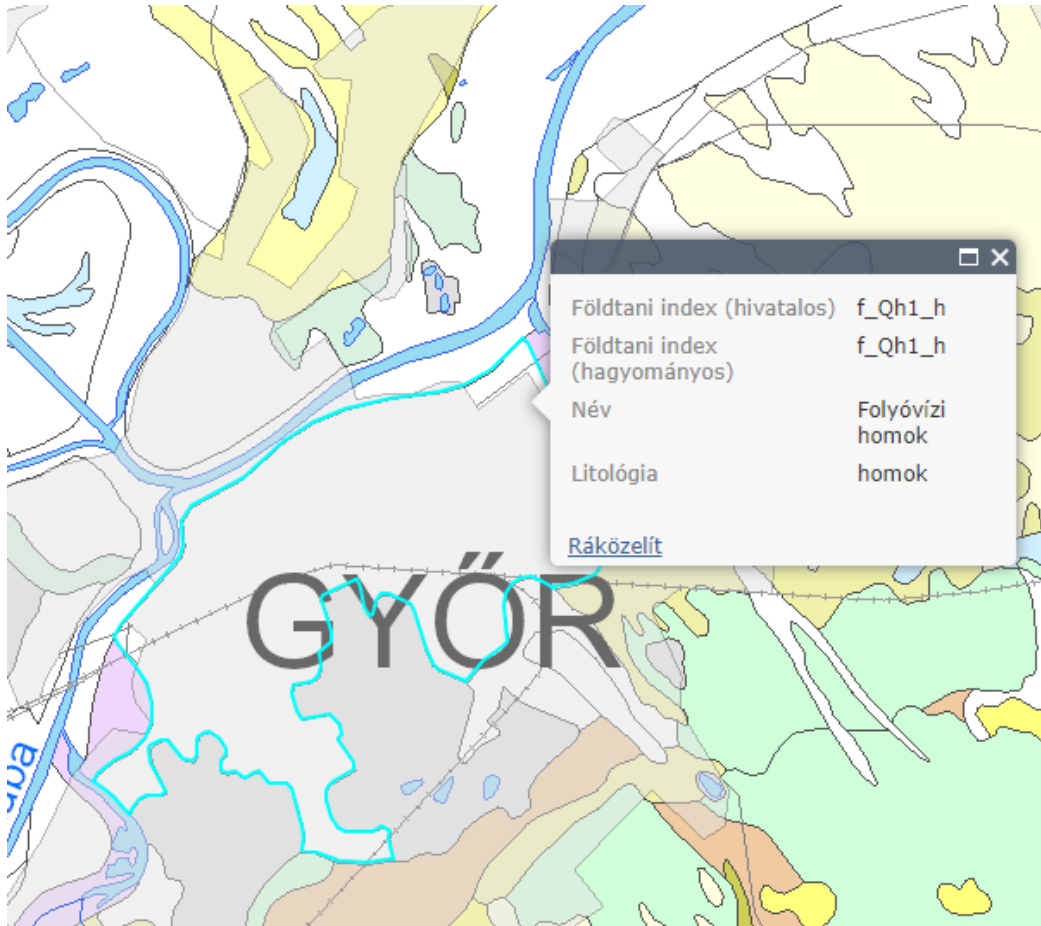 Földtani index (hivatalos) f_Qh1_h
Földtani index
(hagyományos) f_Qh1_h
Név Folyóvízi
homok
Litológia homok
Ráközelít
GYŐR